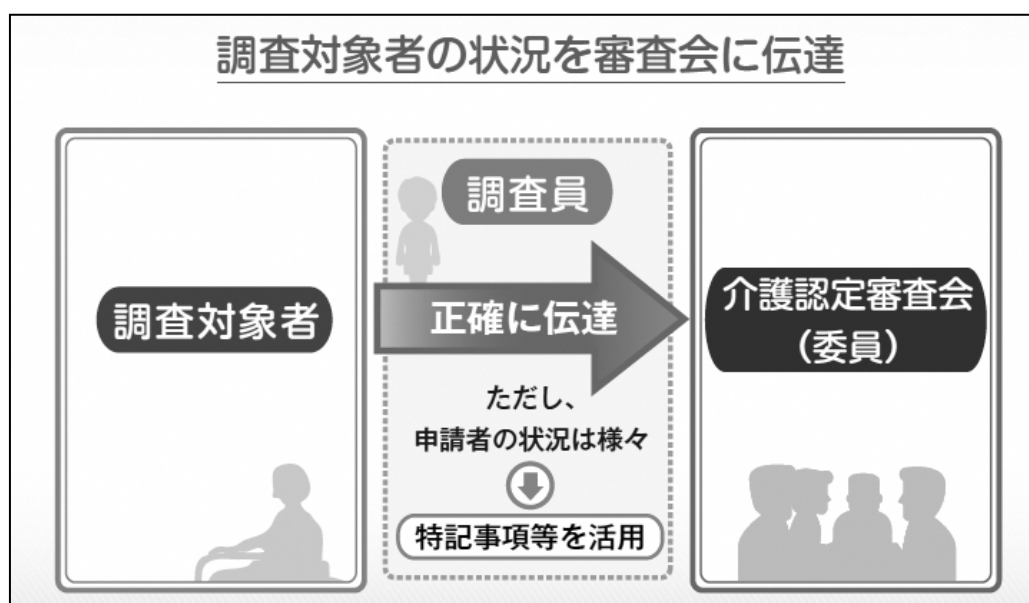 調査対象者の状況を審査会に伝達
調査対象者
調査員
正確に伝達
ただし、
申請者の状況は様々
特記事項等を活用
介護認定審査会
（委員）